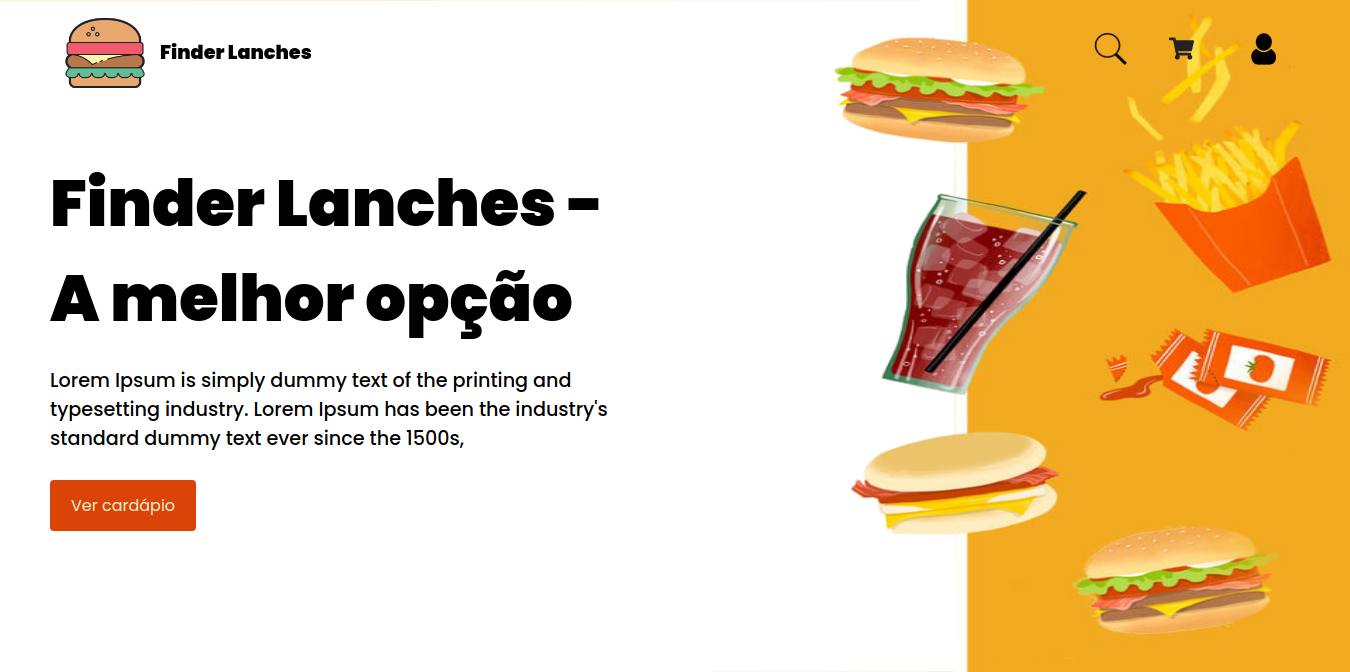 Finder Lanches
Finder Lanches -
A melhor opção
Lorem Ipsum is simply dummy text of the printing and
typesetting industry. Lorem Ipsum has been the industry's
standard dummy text ever since the 1500s,
Ver cardápio